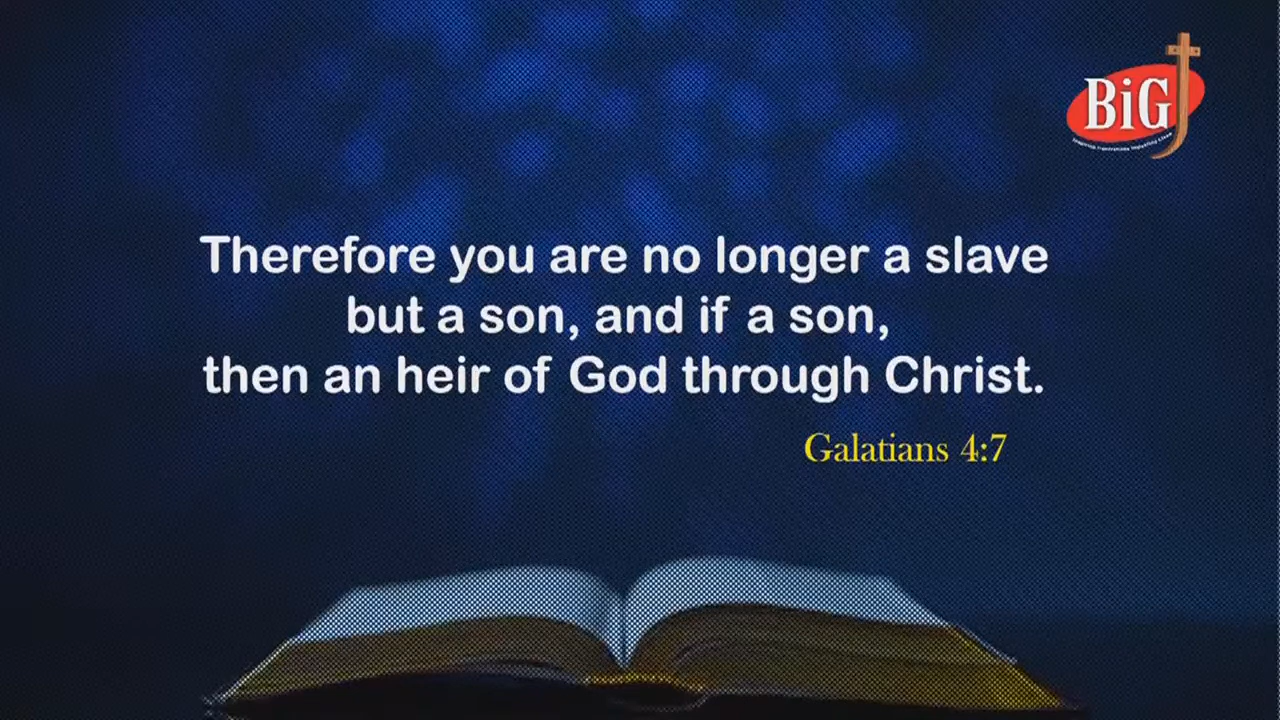 BiG
Therefore you are no longer a slave
but a son, and if a son,
then an heir of God through Christ.
Galatians 4:7